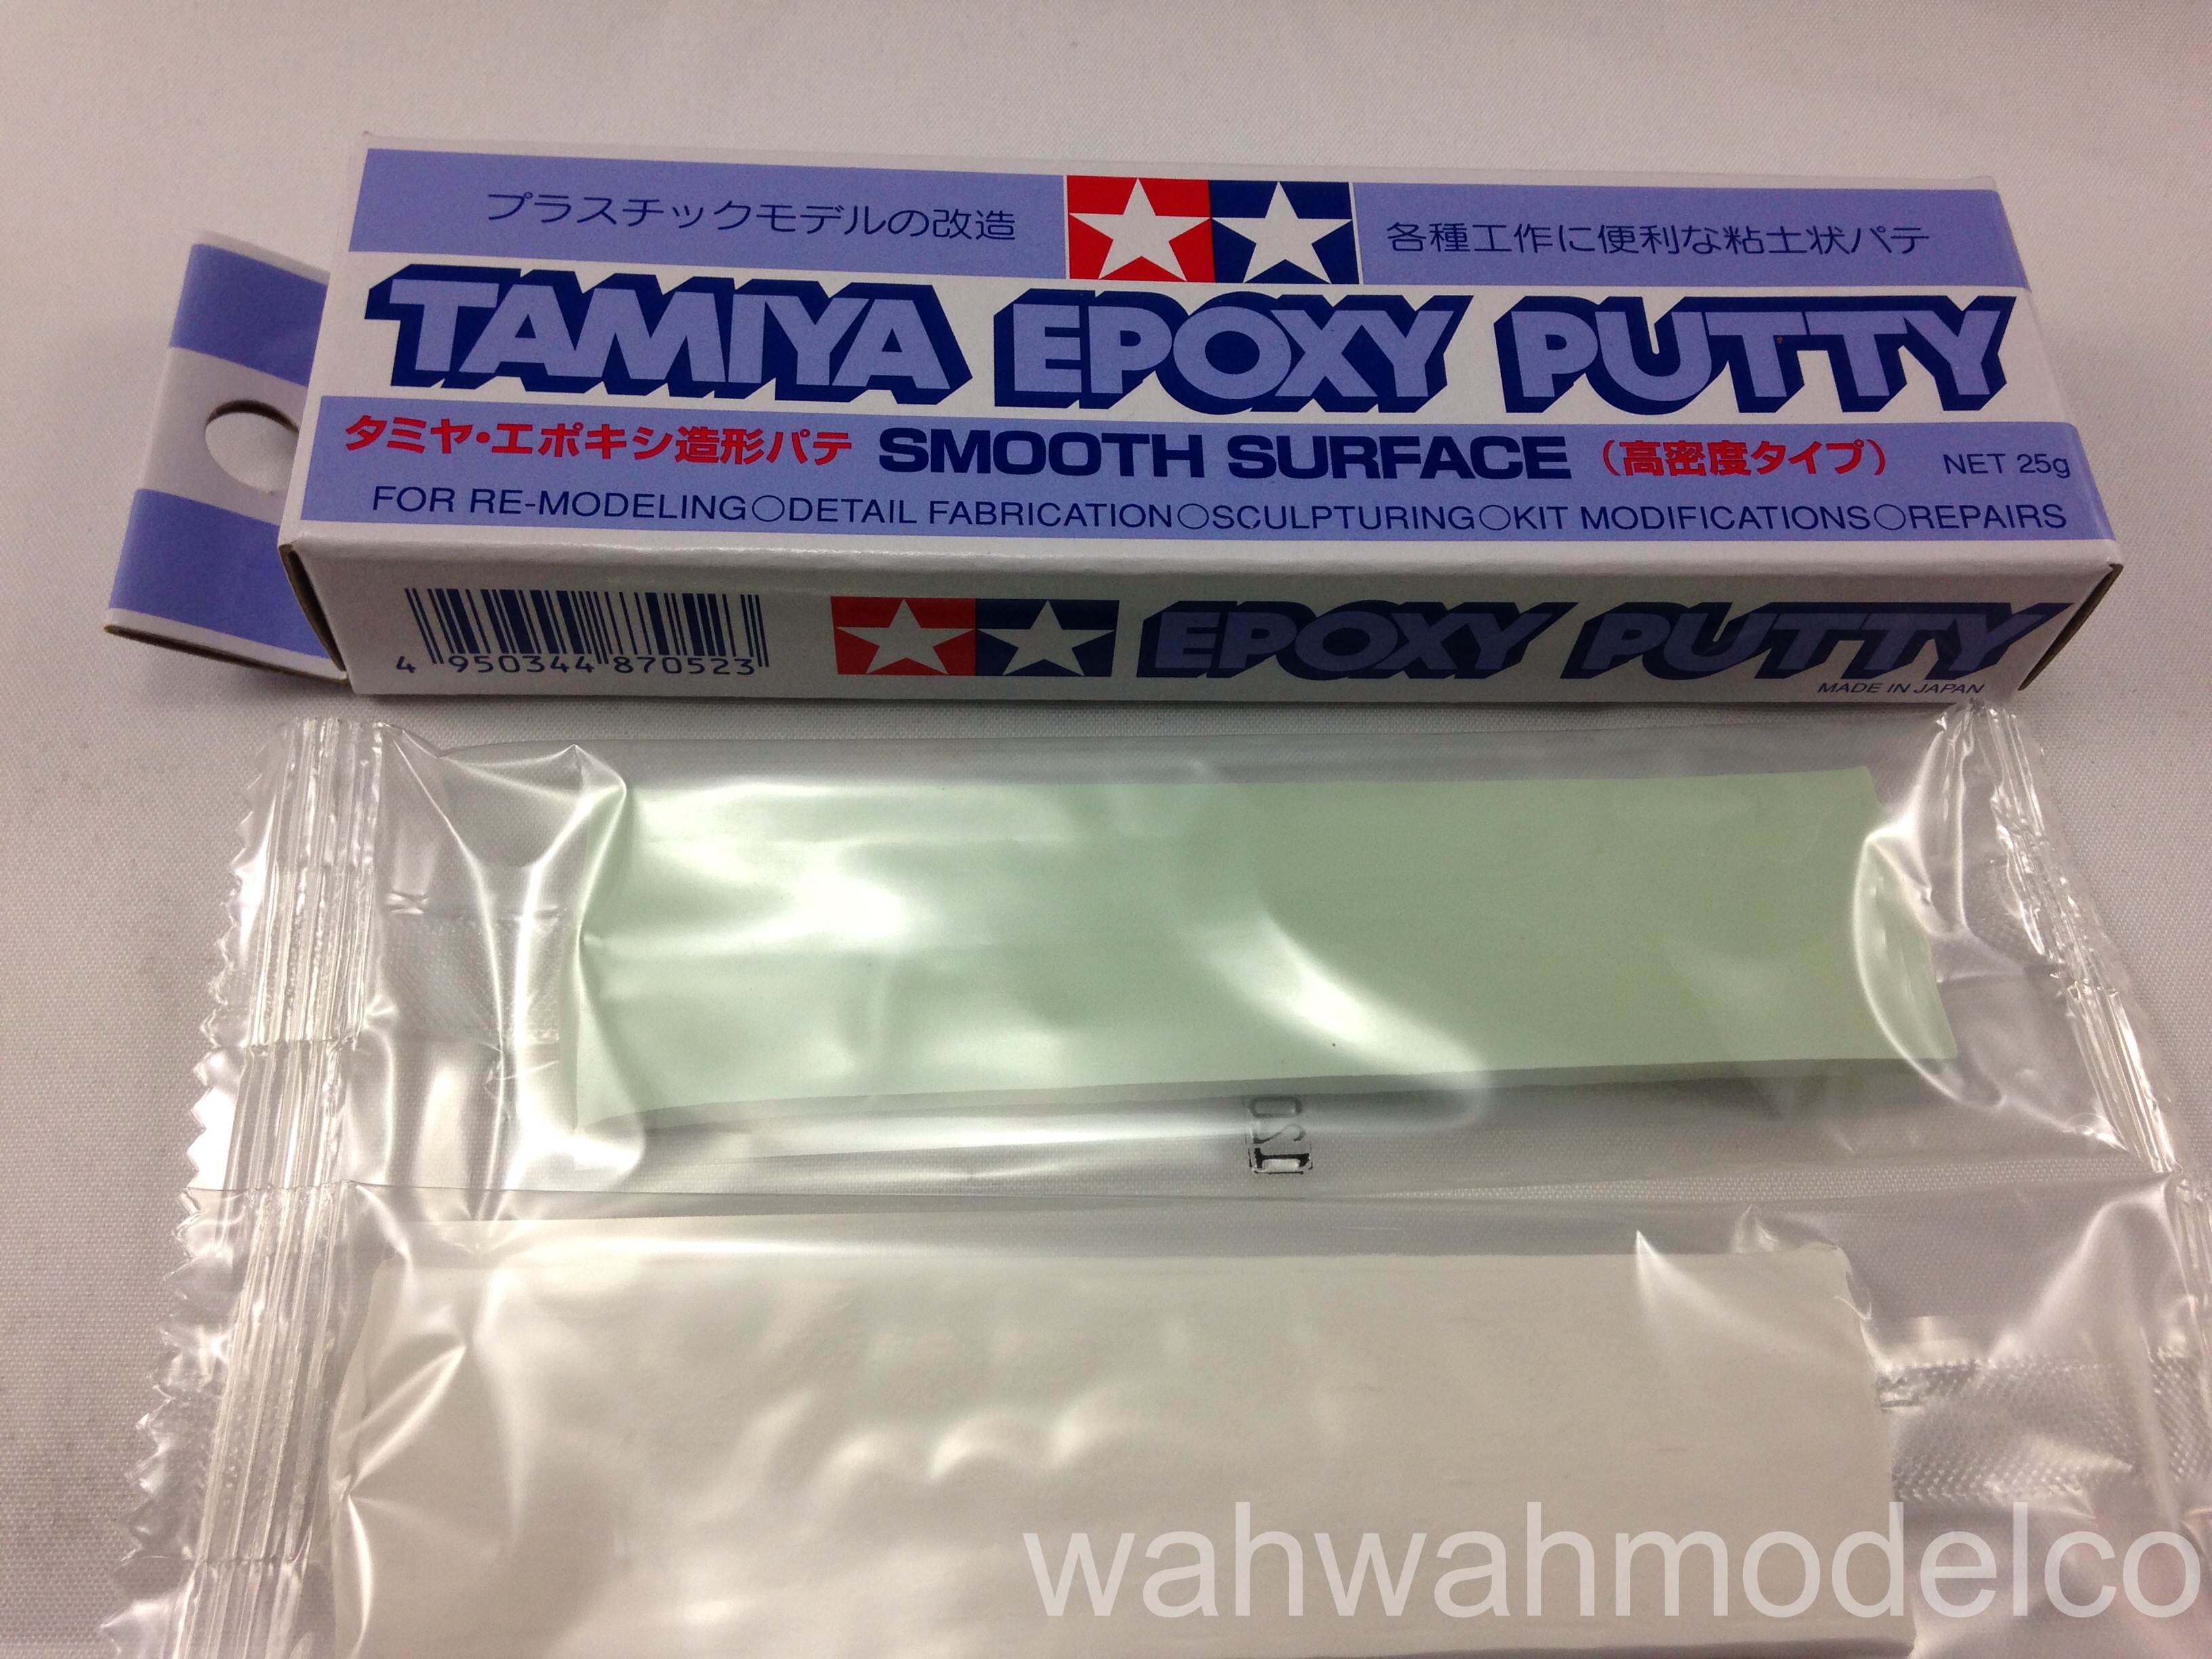 プラスチックモデルの改造 各種工作に便利な粘土状パテ
TAMIYA EPOXY PUTTY
タミヤ・エポキシ造形パテ SMOOTH SURFACE (高密度タイプ) NET 25g
FOR RE-MODELING○DETAIL FABRICATION○SCULPTURING○KIT MODIFICATIONS○REPAIRS
4 950344 870523
EPOXY PUTTY
MADE IN JAPAN
wahwahmodelco